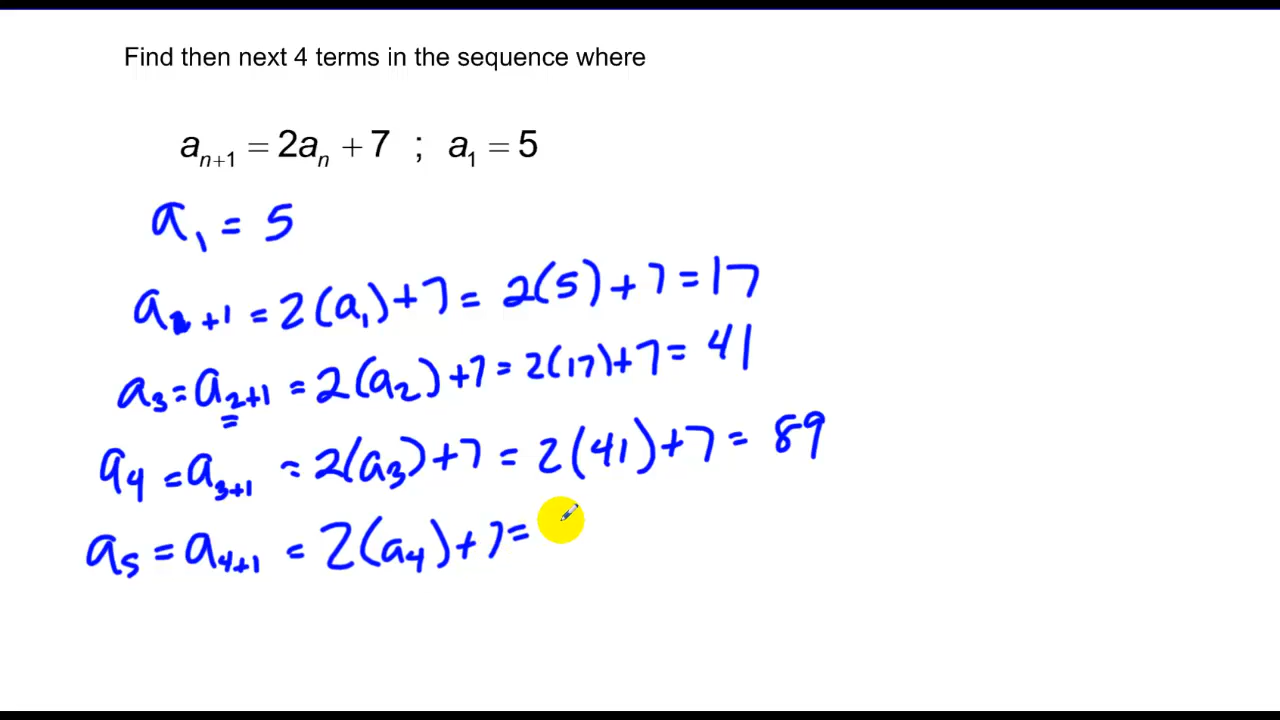 Find then next 4 terms in the sequence where
aₙ₊₁ = 2aₙ + 7 ; a₁ = 5
a₁ = 5
a₂₊₁ = 2(a₁)+7 = 2(5)+7 = 17
a₃ = a₂₊₁ = 2(a₂)+7 = 2(17)+7 = 41
a₄ = a₃₊₁ = 2(a₃)+7 = 2(41)+7 = 89
a₅ = a₄₊₁ = 2(a₄)+7 =